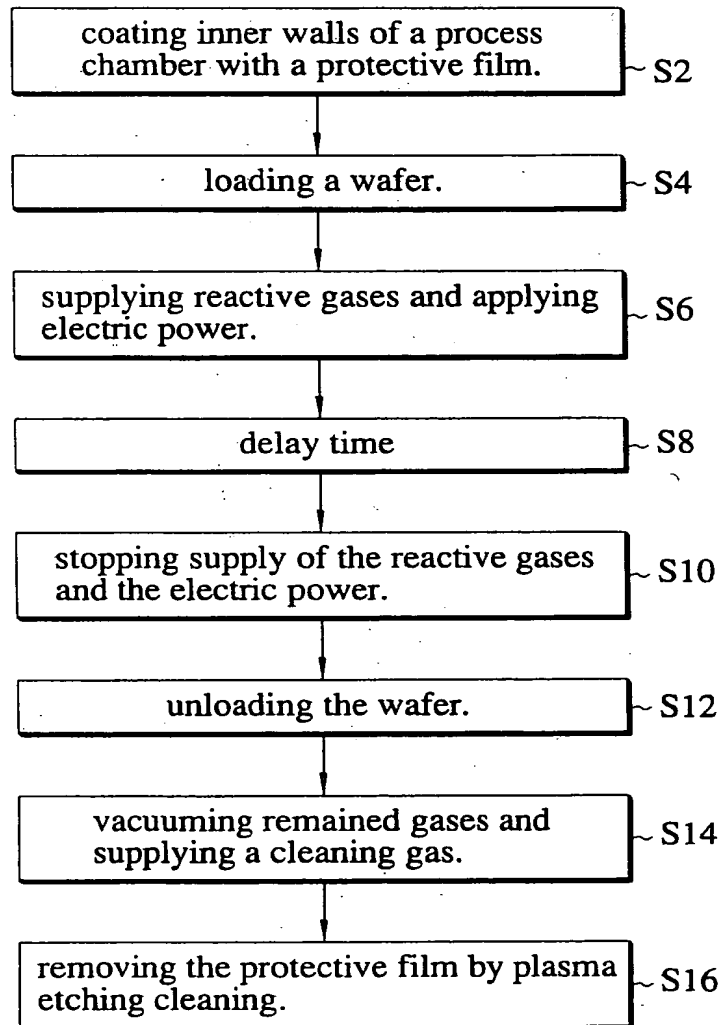 coating inner walls of a process
chamber with a protective film.
S2
loading a wafer.
S4
supplying reactive gases and applying
electric power.
S6
delay time
S8
stopping supply of the reactive gases
and the electric power.
S10
unloading the wafer.
S12
vacuuming remained gases and
supplying a cleaning gas.
S14
removing the protective film by plasma
etching cleaning.
S16